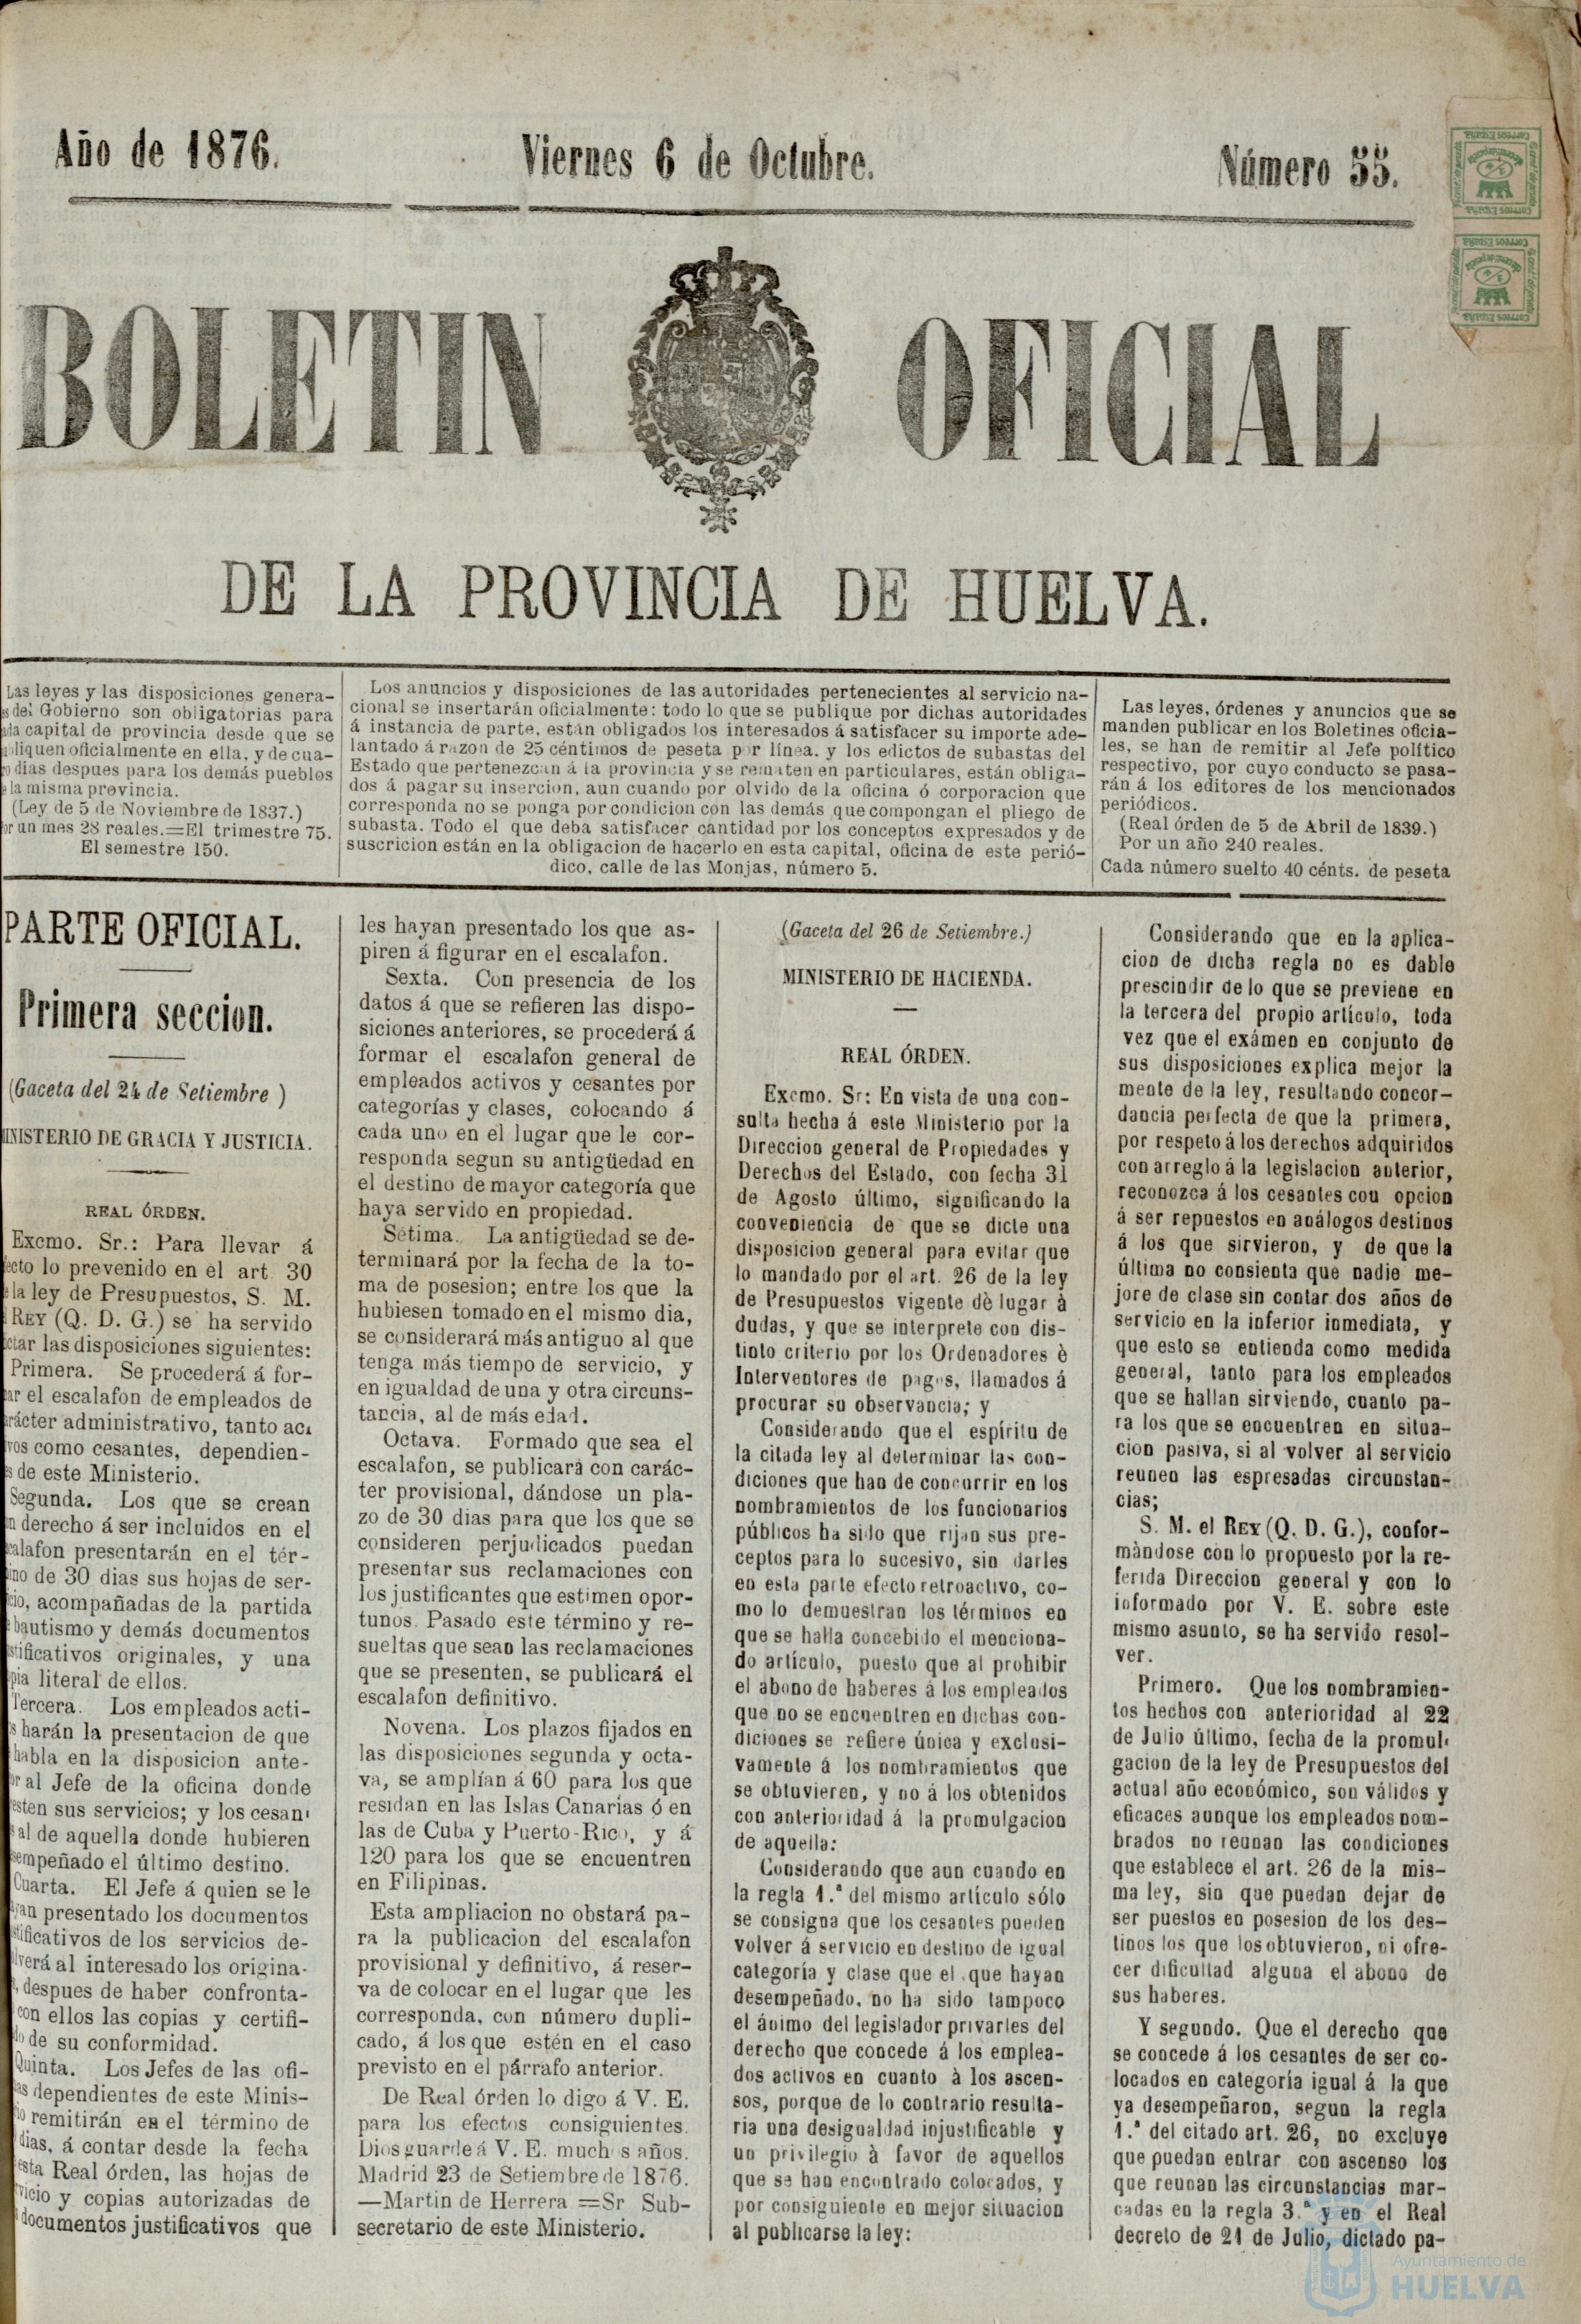 Año de 1876.
Viernes 6 de Octubre.
Número 55.
BOLETIN OFICIAL
DE LA PROVINCIA DE HUELVA.
Las leyes y las disposiciones genera-
del Gobierno son obligatorias para
capital de provincia desde que se
oficialmente en ella, y de cua-
dias despues para los demás pueblos
la misma provincia.
(Ley de 5 de Noviembre de 1837.)
un mes 28 reales.=El trimestre 75.
El semestre 150.
Los anuncios y disposiciones de las autoridades pertenecientes al servicio na-
cional se insertarán oficialmente: todo lo que se publique por dichas autoridades
á instancia de parte, están obligados los interesados á satisfacer su importe ade-
lantado á razon de 25 céntimos de peseta por línea. y los edictos de subastas del
Estado que pertenezcan á la provincia y se rematen en particulares, están obliga-
dos á pagar su insercion, aun cuando por olvido de la oficina ó corporacion que
corresponda no se ponga por condicion con las demás que compongan el pliego de
subasta. Todo el que deba satisfacer cantidad por los conceptos expresados y de
suscricion están en la obligacion de hacerlo en esta capital, oficina de este perió-
dico, calle de las Monjas, número 5.
Las leyes, órdenes y anuncios que se
manden publicar en los Boletines oficia-
les, se han de remitir al Jefe político
respectivo, por cuyo conducto se pasa-
rán á los editores de los mencionados
periódicos.
(Real órden de 5 de Abril de 1839.)
Por un año 240 reales.
Cada número suelto 40 cénts. de peseta
PARTE OFICIAL.
Primera seccion.
(Gaceta del 24 de Setiembre )
MINISTERIO DE GRACIA Y JUSTICIA.
REAL ÓRDEN.
Excmo. Sr.: Para llevar á
lo prevenido en el art 30
la ley de Presupuestos, S. M.
REY (Q. D. G.) se ha servido
las disposiciones siguientes:
Primera. Se procederá á for-
el escalafon de empleados de
administrativo, tanto
como cesantes, dependien-
de este Ministerio.
Segunda. Los que se crean
derecho á ser incluidos en el
presentarán en el tér-
de 30 dias sus hojas de ser-
acompañadas de la partida
bautismo y demás documentos
originales, y una
literal de ellos.
Tercera. Los empleados acti-
harán la presentacion de que
habla en la disposicion ante-
al Jefe de la oficina donde
sus servicios; y los cesan-
al de aquella donde hubieren
el último destino.
Cuarta. El Jefe á quien se le
presentado los documentos
de los servicios de-
al interesado los origina-
despues de haber confronta-
con ellos las copias y certifi-
de su conformidad.
Quinta. Los Jefes de las ofi-
dependientes de este Minis-
remitirán en el término de
dias, á contar desde la fecha
Real órden, las hojas de
y copias autorizadas de
documentos justificativos que
les hayan presentado los que as-
piren á figurar en el escalafon.
Sexta. Con presencia de los
datos á que se refieren las dispo-
siciones anteriores, se procederá á
formar el escalafon general de
empleados activos y cesantes por
categorías y clases, colocando á
cada uno en el lugar que le cor-
responda segun su antigüedad en
el destino de mayor categoría que
haya servido en propiedad.
Sétima. La antigüedad se de-
terminará por la fecha de la to-
ma de posesion; entre los que la
hubiesen tomado en el mismo dia,
se considerará más antiguo al que
tenga más tiempo de servicio, y
en igualdad de una y otra circuns-
tancia, al de más edad.
Octava. Formado que sea el
escalafon, se publicará con carác-
ter provisional, dándose un pla-
zo de 30 dias para que los que se
consideren perjudicados puedan
presentar sus reclamaciones con
los justificantes que estimen opor-
tunos. Pasado este término y re-
sueltas que sean las reclamaciones
que se presenten, se publicará el
escalafon definitivo.
Novena. Los plazos fijados en
las disposiciones segunda y octa-
va, se amplían á 60 para los que
residan en las Islas Canarias ó en
las de Cuba y Puerto-Rico, y á
120 para los que se encuentren
en Filipinas.
Esta ampliacion no obstará pa-
ra la publicacion del escalafon
provisional y definitivo, á reser-
va de colocar en el lugar que les
corresponda, con número dupli-
cado, á los que estén en el caso
previsto en el párrafo anterior.
De Real órden lo digo á V. E.
para los efectos consiguientes.
Dios guarde á V. E. muchos años.
Madrid 23 de Setiembre de 1876.
—Martin de Herrera =Sr Sub-
secretario de este Ministerio.
(Gaceta del 26 de Setiembre.)
MINISTERIO DE HACIENDA.
REAL ÓRDEN.
Excmo. Sr: En vista de una con-
sulta hecha á este Ministerio por la
Direccion general de Propiedades y
Derechos del Estado, con fecha 31
de Agosto último, significando la
conveniencia de que se dicte una
disposicion general para evitar que
lo mandado por el art. 26 de la ley
de Presupuestos vigente dè lugar à
dudas, y que se interprete con dis-
tinto criterio por los Ordenadores è
Interventores de pagos, llamados á
procurar su observancia; y
Considerando que el espíritu de
la citada ley al determinar las con-
diciones que han de concurrir en los
nombramientos de los funcionarios
públicos ha sido que rijan sus pre-
ceptos para lo sucesivo, sin darles
en esta parte efecto retroactivo, co-
mo lo demuestran los términos en
que se halla concebido el menciona-
do artículo, puesto que al prohibir
el abono de haberes á los empleados
que no se encuentren en dichas con-
diciones se refiere única y exclusi-
vamente á los nombramientos que
se obtuvieren, y no á los obtenidos
con anterioridad á la promulgacion
de aquella:
Considerando que aun cuando en
la regla 1.ª del mismo artículo sólo
se consigna que los cesantes pueden
volver á servicio en destino de igual
categoría y clase que el que hayan
desempeñado, no ha sido tampoco
el ánimo del legislador privarles del
derecho que concede á los emplea-
dos activos en cuanto à los ascen-
sos, porque de lo contrario resulta-
ria una desigualdad injustificable y
un privilegio à favor de aquellos
que se han encontrado colocados, y
por consiguiente en mejor situacion
al publicarse la ley:
Considerando que en la aplica-
cion de dicha regla no es dable
prescindir de lo que se previene en
la tercera del propio artículo, toda
vez que el exámen en conjunto de
sus disposiciones explica mejor la
mente de la ley, resultando concor-
dancia perfecta de que la primera,
por respeto á los derechos adquiridos
con arreglo á la legislacion anterior,
reconozca á los cesantes cou opcion
á ser repuestos en análogos destinos
á los que sirvieron, y de que la
última no consienta que nadie me-
jore de clase sin contar dos años de
servicio en la inferior inmediata, y
que esto se entienda como medida
general, tanto para los empleados
que se hallan sirviendo, cuanto pa-
ra los que se encuentren en situa-
cion pasiva, si al volver al servicio
reunen las espresadas circunstan-
cias;
S. M. el REY (Q. D. G.), confor-
màndose con lo propuesto por la re-
ferida Direccion general y con lo
informado por V. E. sobre este
mismo asunto, se ha servido resol-
ver.
Primero. Que los nombramien-
tos hechos con anterioridad al 22
de Julio último, fecha de la promul-
gacion de la ley de Presupuestos del
actual año económico, son válidos y
eficaces aunque los empleados nom-
brados no reunan las condiciones
que establece el art. 26 de la mis-
ma ley, sin que puedan dejar de
ser puestos en posesion de los des-
tinos los que los obtuvieron, ni ofre-
cer dificultad alguna el abono de
sus haberes.
Y segundo. Que el derecho que
se concede á los cesantes de ser co-
locados en categoría igual á la que
ya desempeñaron, segun la regla
1.ª del citado art. 26, no excluye
que puedan entrar con ascenso los
que reunan las circunstancias mar-
cadas en la regla 3.ª y en el Real
decreto de 21 de Julio, dictado pa-
Ayuntamiento de
HUELVA